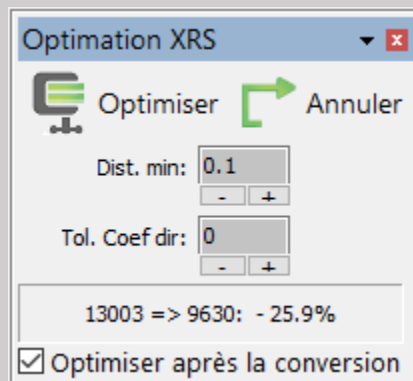 Optimation XRS
Optimiser Annuler
Dist. min: 0.1
- +
Tol. Coef dir: 0
- +
13003 => 9630: - 25.9%
Optimiser après la conversion